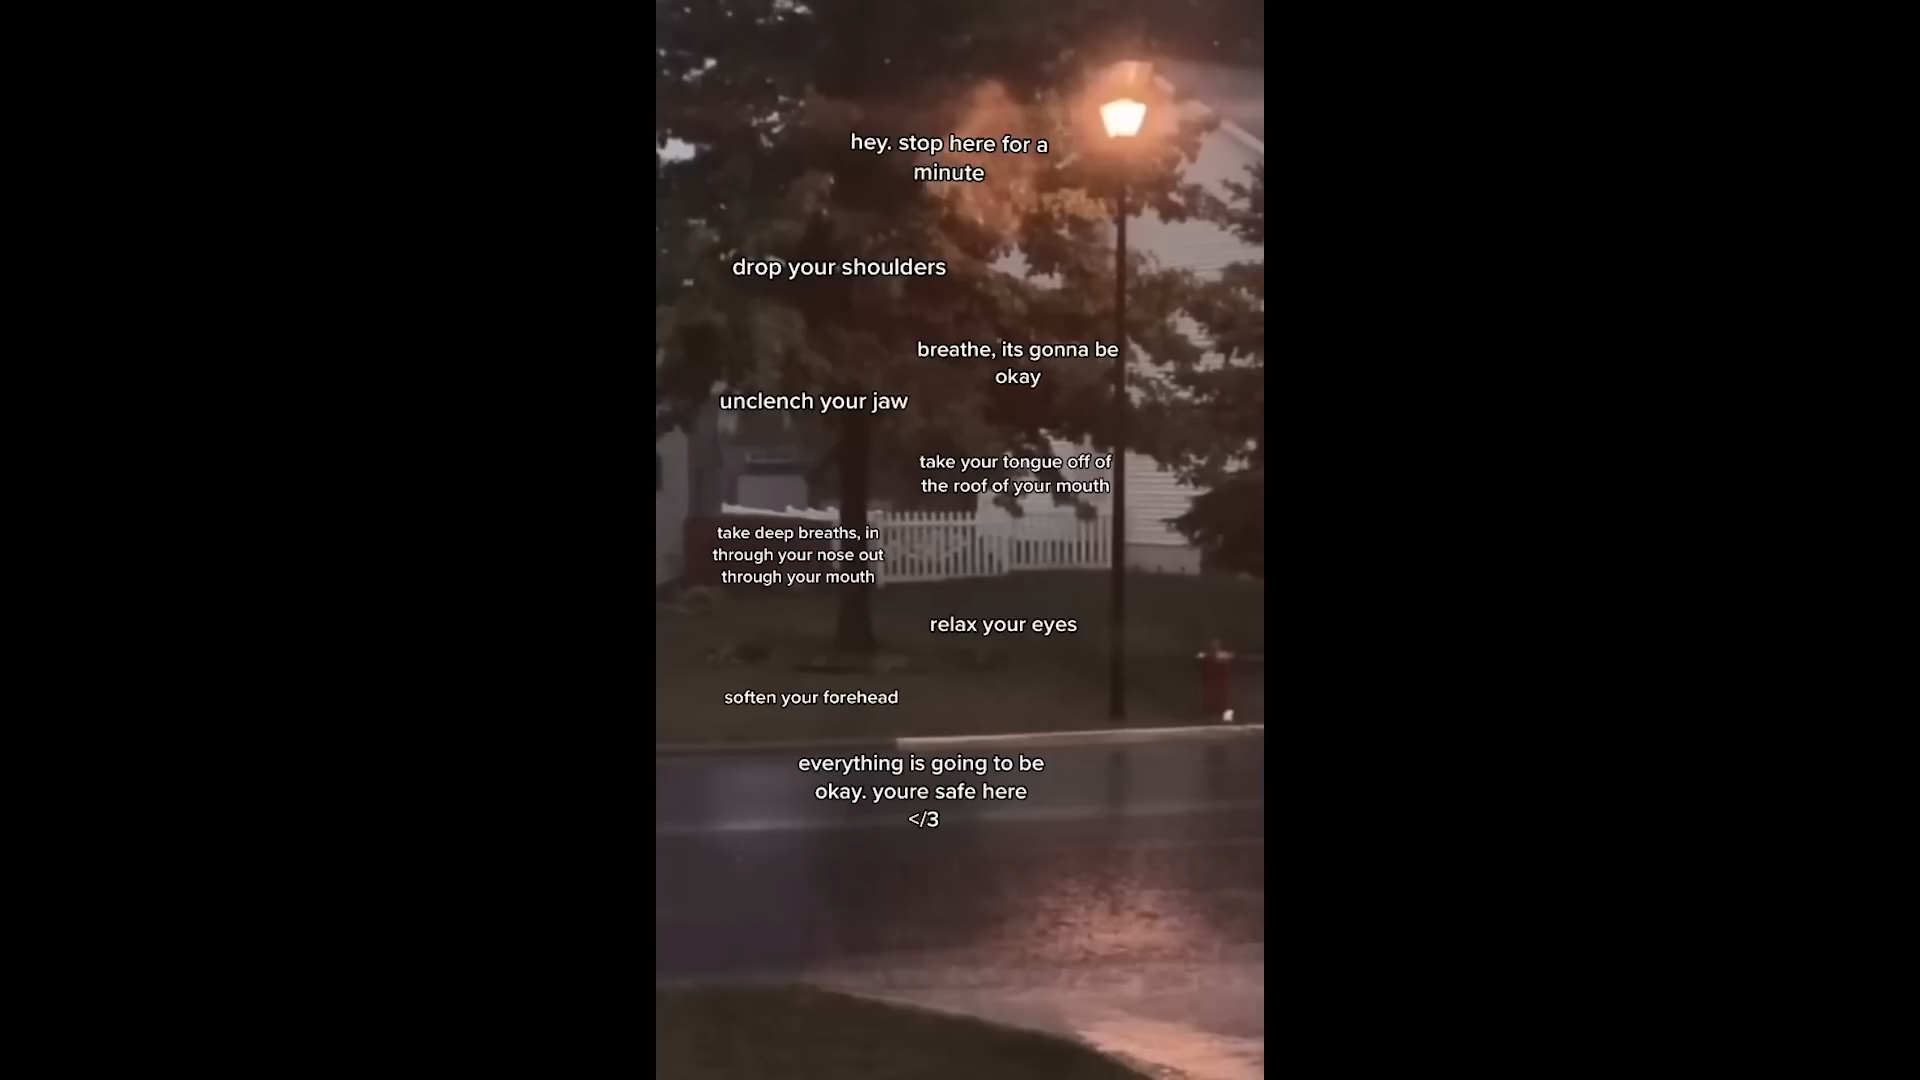 hey. stop here for a
minute
drop your shoulders
breathe, its gonna be
okay
unclench your jaw
take your tongue off of
the roof of your mouth
take deep breaths, in
through your nose out
through your mouth
relax your eyes
soften your forehead
everything is going to be
okay. youre safe here
</3